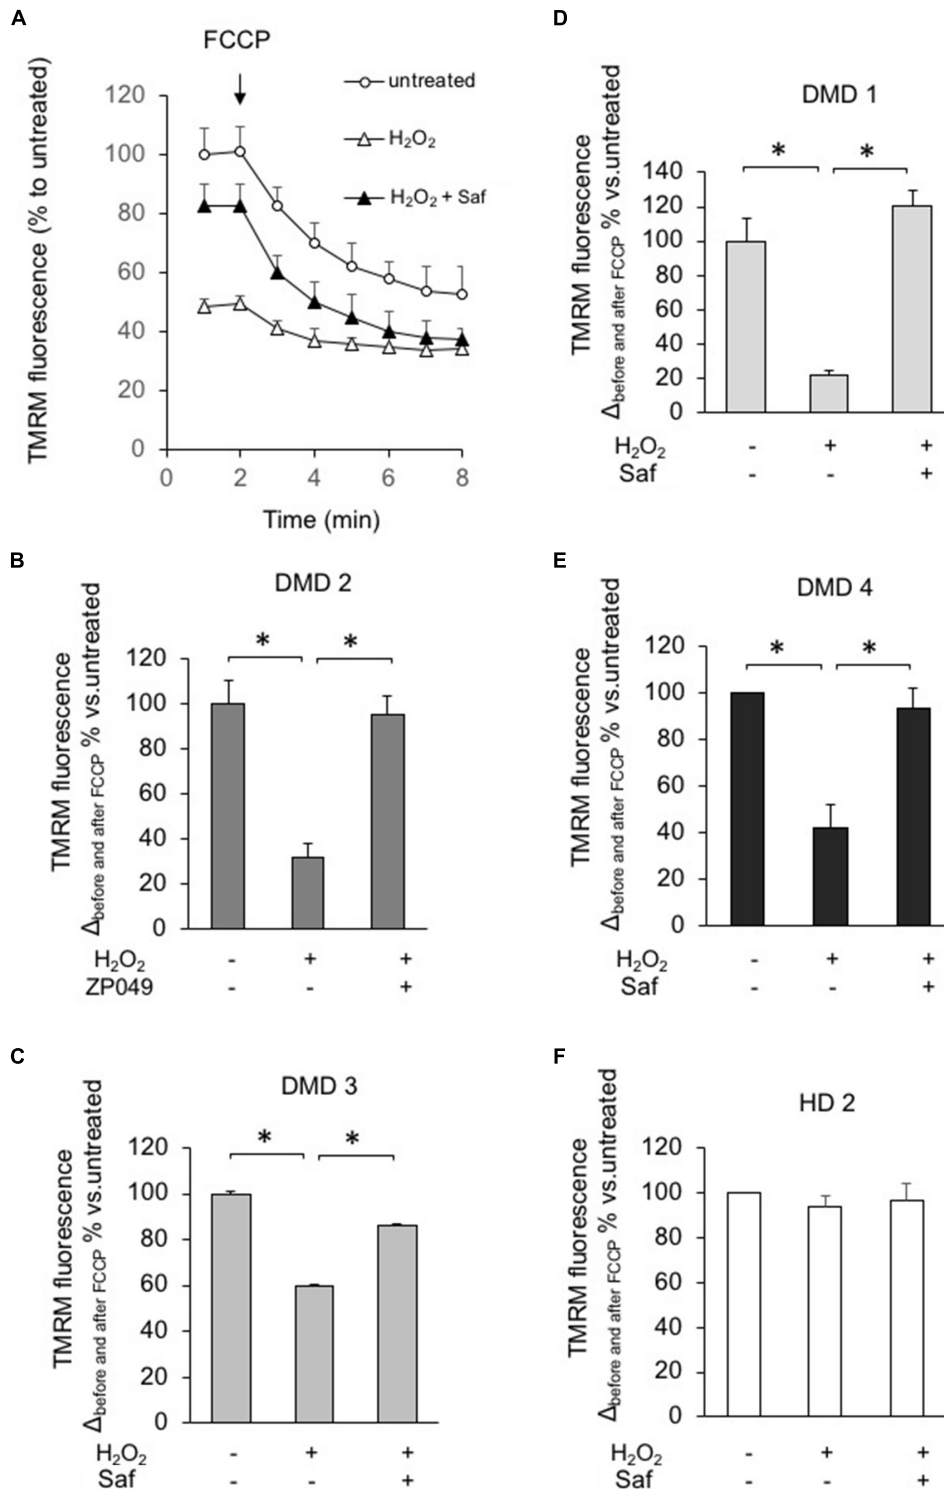 A
FCCP
TMRM fluorescence (% to untreated)
120
100
80
60
40
20
0
0 2 4 6 8
Time (min)
untreated
H₂O₂
H₂O₂ + Saf
D
DMD 1
TMRM fluorescence
Δbefore and after FCCP % vs.untreated
* *
140
120
100
80
60
40
20
0
H₂O₂ - + +
Saf - - +
B
DMD 2
TMRM fluorescence
Δbefore and after FCCP % vs.untreated
* *
120
100
80
60
40
20
0
H₂O₂ - + +
ZP049 - - +
E
DMD 4
TMRM fluorescence
Δbefore and after FCCP % vs.untreated
* *
120
100
80
60
40
20
0
H₂O₂ - + +
Saf - - +
C
DMD 3
TMRM fluorescence
Δbefore and after FCCP % vs.untreated
* *
120
100
80
60
40
20
0
H₂O₂ - + +
Saf - - +
F
HD 2
TMRM fluorescence
Δbefore and after FCCP % vs.untreated
120
100
80
60
40
20
0
H₂O₂ - + +
Saf - - +